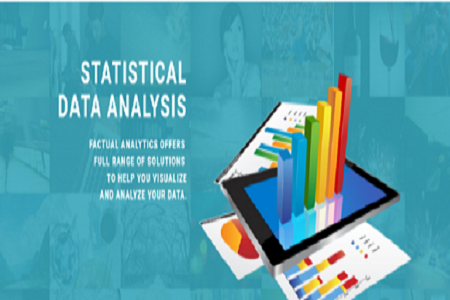 STATISTICAL
DATA ANALYSIS
FACTUAL ANALYTICS OFFERS
FULL RANGE OF SOLUTIONS
TO HELP YOU VISUALIZE
AND ANALYZE YOUR DATA.